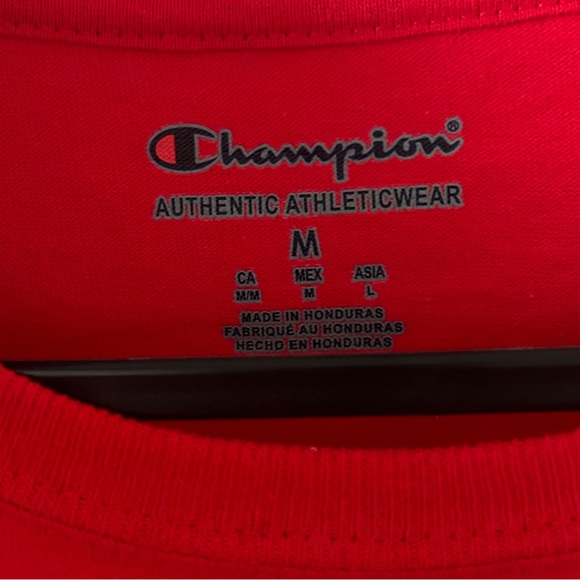 Champion®
AUTHENTIC ATHLETICWEAR
M
CA MEX ASIA
M/M M L
MADE IN HONDURAS
FABRIQUÉ AU HONDURAS
HECHO EN HONDURAS